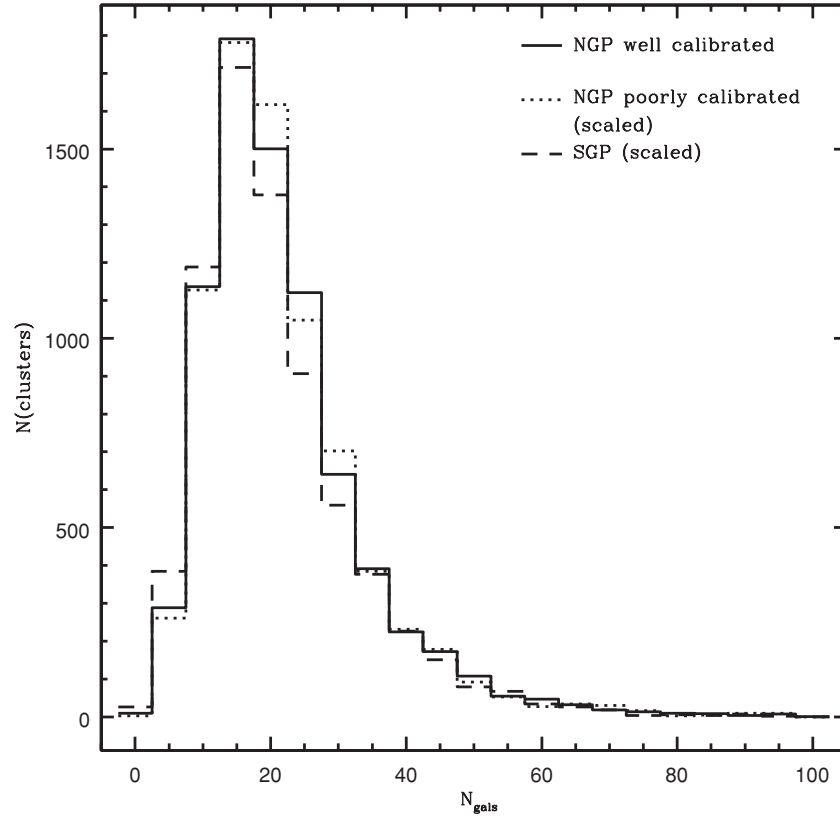 NGP well calibrated
NGP poorly calibrated
(scaled)
SGP (scaled)
N(clusters)
1500
1000
500
0
0 20 40 60 80 100
N_gals